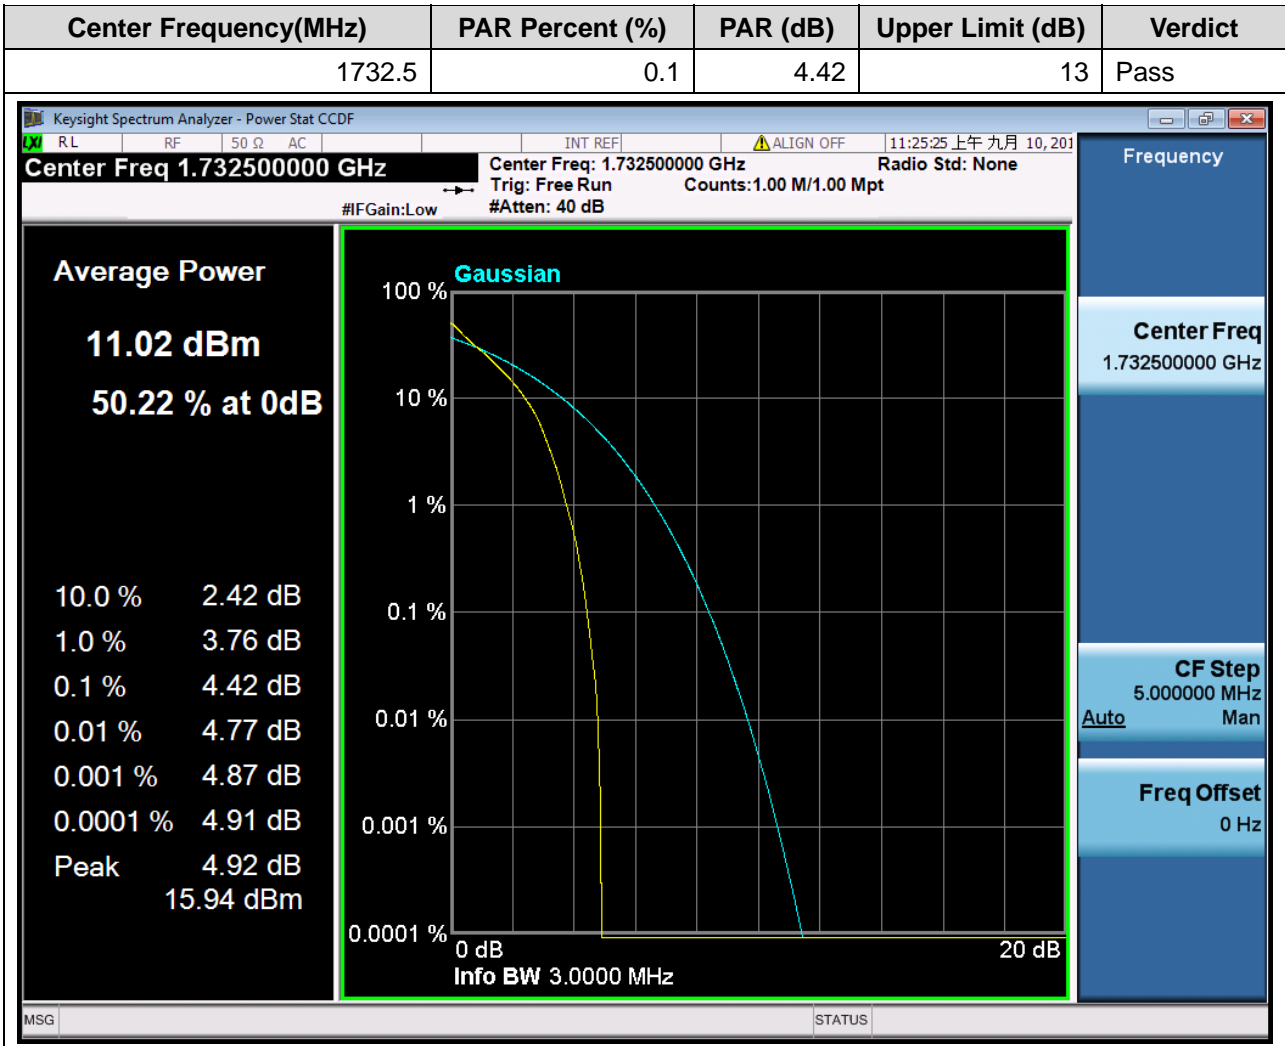 Center Frequency(MHz) PAR Percent (%) PAR (dB) Upper Limit (dB) Verdict
1732.5 0.1 4.42 13 Pass
Keysight Spectrum Analyzer - Power Stat CCDF
LXI RL RF 50 Ω AC INT REF ALIGN OFF 11:25:25 上午 九月 10, 201
Center Freq 1.732500000 GHz
Center Freq: 1.732500000 GHz Radio Std: None
Trig: Free Run Counts:1.00 M/1.00 Mpt
#IFGain:Low #Atten: 40 dB
Average Power
11.02 dBm
50.22 % at 0dB
10.0 % 2.42 dB
1.0 % 3.76 dB
0.1 % 4.42 dB
0.01 % 4.77 dB
0.001 % 4.87 dB
0.0001 % 4.91 dB
Peak 4.92 dB
15.94 dBm
Gaussian
100 %
10 %
1 %
0.1 %
0.01 %
0.001 %
0.0001 %
0 dB 20 dB
Info BW 3.0000 MHz
Frequency
Center Freq
1.732500000 GHz
CF Step
5.000000 MHz
Auto Man
Freq Offset
0 Hz
MSG STATUS